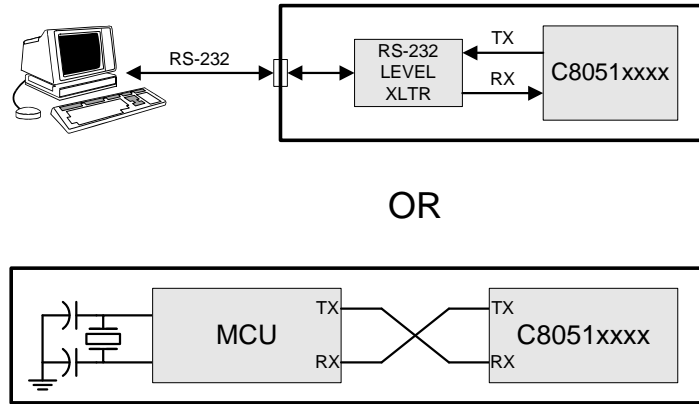 RS-232
RS-232
LEVEL
XLTR
TX
RX
C8051xxxx
OR
MCU
TX
RX
TX
RX
C8051xxxx